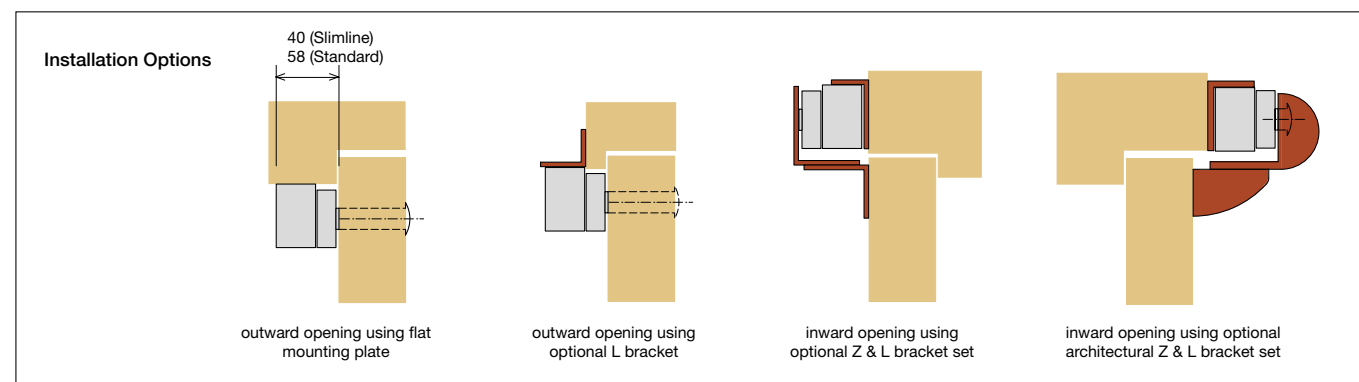 Installation Options
40 (Slimline)
58 (Standard)
outward opening using flat
mounting plate
outward opening using
optional L bracket
inward opening using
optional Z & L bracket set
inward opening using optional
architectural Z & L bracket set